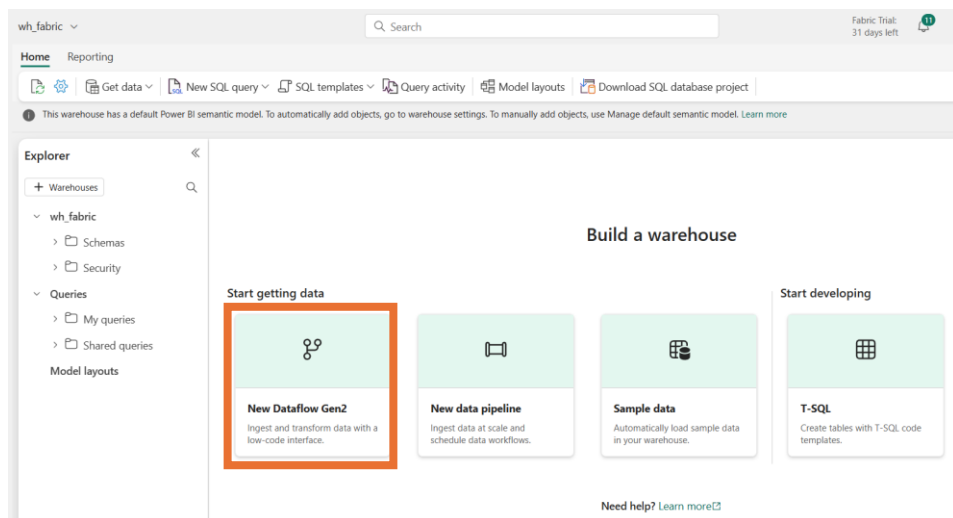 wh_fabric
Search
Fabric Trial:
31 days left
11
Home Reporting
Get data New SQL query SQL templates Query activity Model layouts Download SQL database project
This warehouse has a default Power BI semantic model. To automatically add objects, go to warehouse settings. To manually add objects, use Manage default semantic model. Learn more
Explorer
+ Warehouses
wh_fabric
Schemas
Security
Queries
My queries
Shared queries
Model layouts
Build a warehouse
Start getting data
New Dataflow Gen2
Ingest and transform data with a
low-code interface.
New data pipeline
Ingest data at scale and
schedule data workflows.
Sample data
Automatically load sample data
in your warehouse.
Start developing
T-SQL
Create tables with T-SQL code
templates.
Need help? Learn more